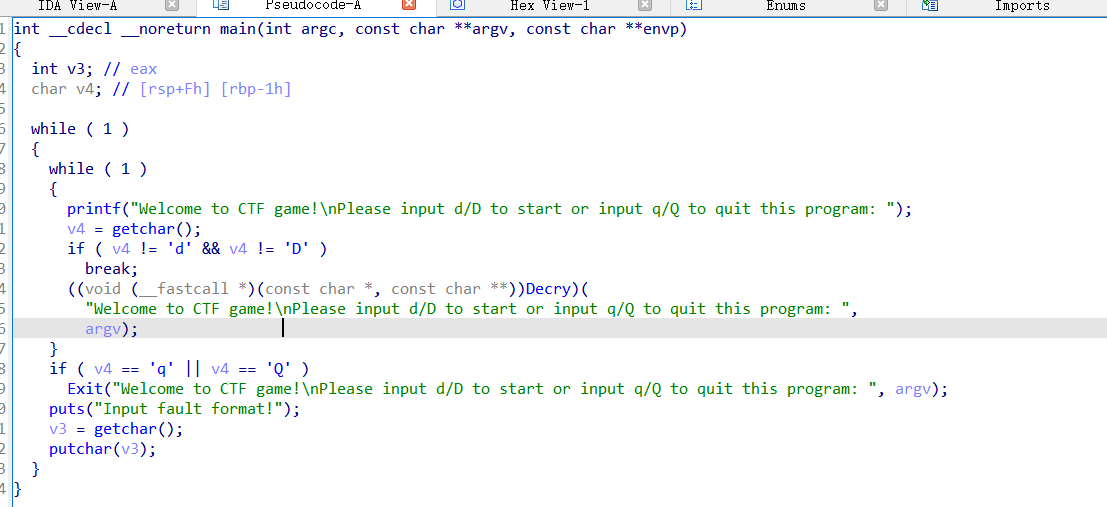 IDA View-A Pseudocode-A Hex View-1 Enums Imports
1 int __cdecl __noreturn main(int argc, const char **argv, const char **envp)
2 {
3 int v3; // eax
4 char v4; // [rsp+Fh] [rbp-1h]
5
6 while ( 1 )
7 {
8 while ( 1 )
9 {
0 printf("Welcome to CTF game!\nPlease input d/D to start or input q/Q to quit this program: ");
1 v4 = getchar();
2 if ( v4 != 'd' && v4 != 'D' )
3 break;
4 ((void (__fastcall *)(const char *, const char **))Decry)(
5 "Welcome to CTF game!\nPlease input d/D to start or input q/Q to quit this program: ",
6 argv);
7 }
8 if ( v4 == 'q' || v4 == 'Q' )
9 Exit("Welcome to CTF game!\nPlease input d/D to start or input q/Q to quit this program: ", argv);
0 puts("Input fault format!");
1 v3 = getchar();
2 putchar(v3);
3 }
4 }